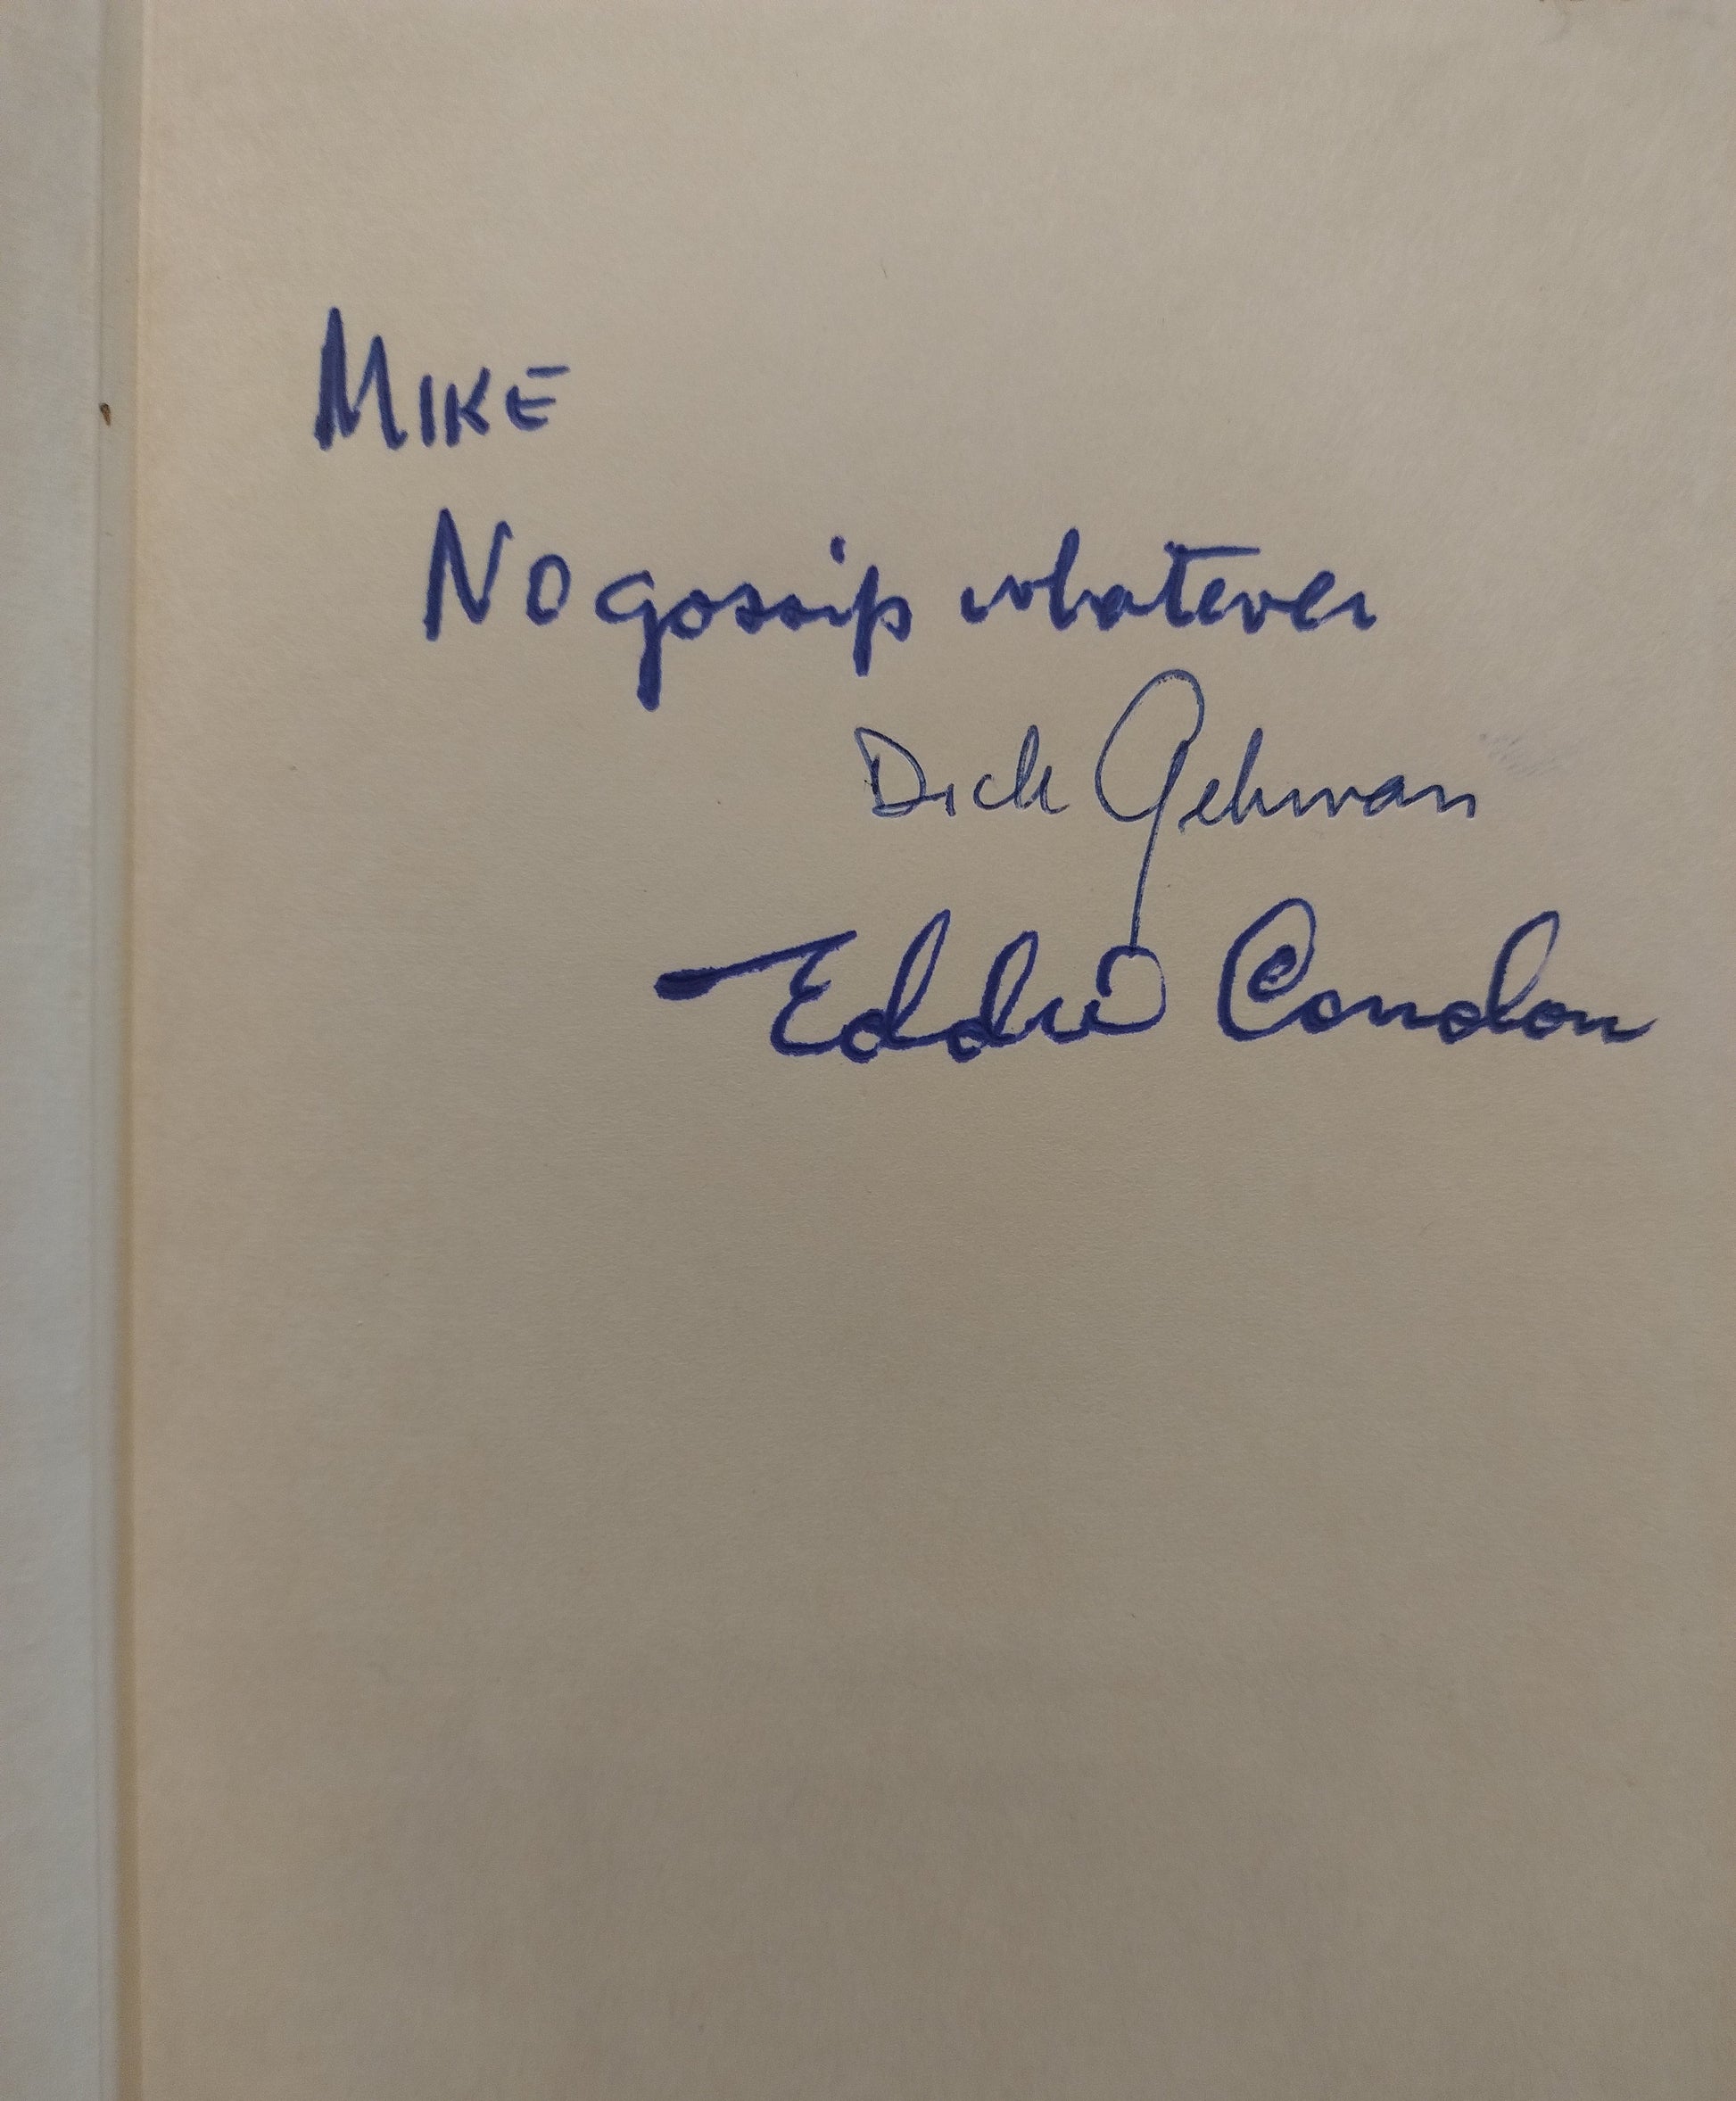 MIKE
NO gossip whatever
Dick Gehman
Eddie Condon